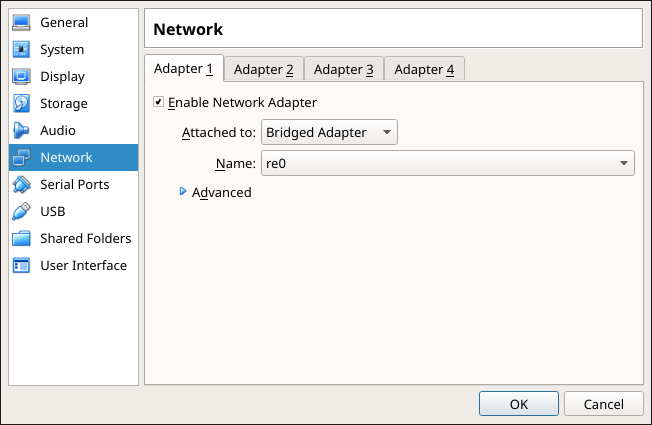 General
System
Display
Storage
Audio
Network
Serial Ports
USB
Shared Folders
User Interface
Network
Adapter 1 Adapter 2 Adapter 3 Adapter 4
Enable Network Adapter
Attached to: Bridged Adapter
Name: re0
Advanced
OK Cancel